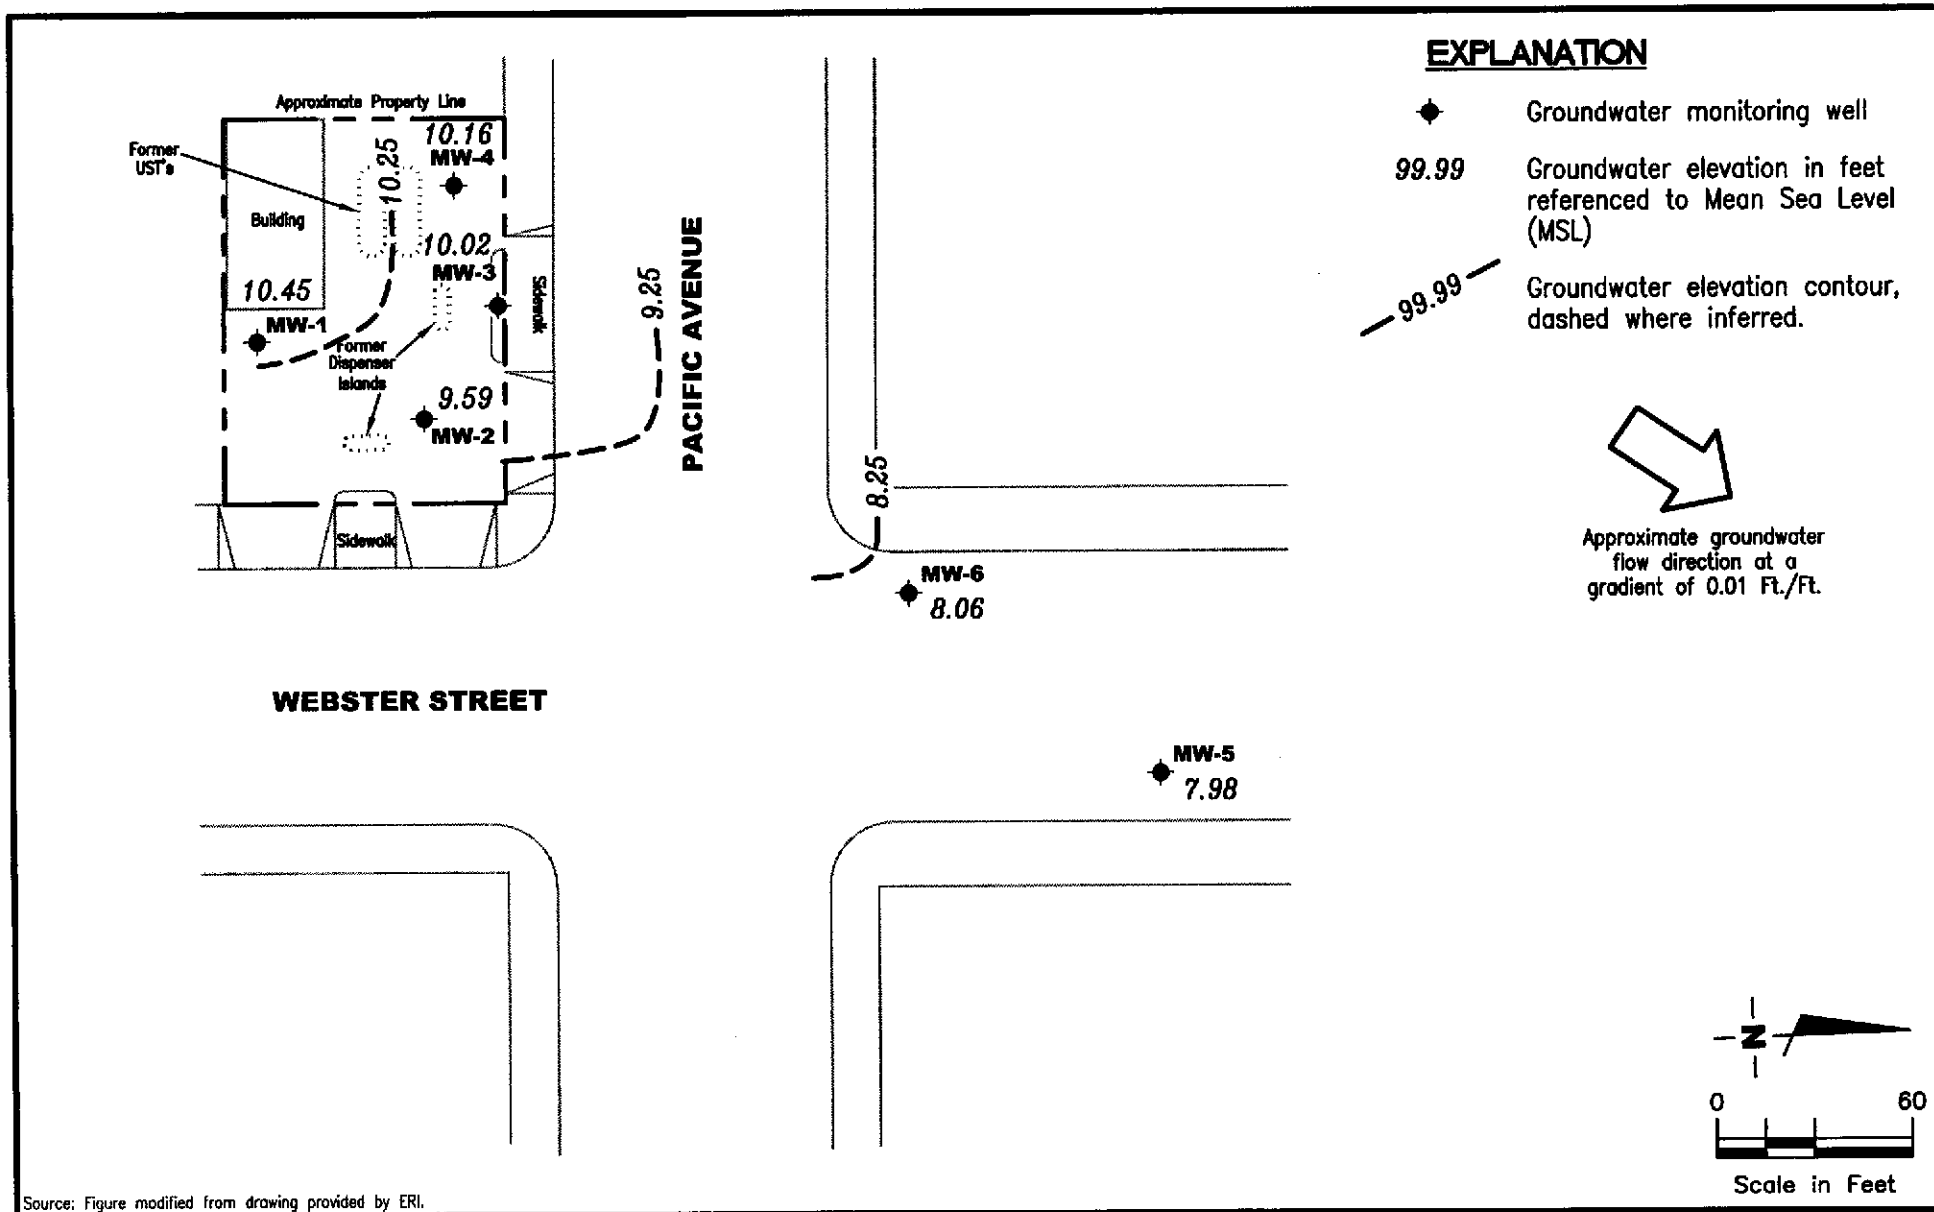 EXPLANATION
Groundwater monitoring well
99.99
Groundwater elevation in feet
referenced to Mean Sea Level
(MSL)
99.99
Groundwater elevation contour,
dashed where inferred.
Approximate groundwater
flow direction at a
gradient of 0.01 Ft./Ft.
Approximate Property Line
Former
UST's
Building
10.25
10.16
MW-4
10.02
MW-3
10.45
MW-1
Former
Dispenser
Islands
9.59
MW-2
Sidewalk
Sidewalk
9.25
PACIFIC AVENUE
8.25
MW-6
8.06
WEBSTER STREET
MW-5
7.98
N
0 60
Scale in Feet
Source: Figure modified from drawing provided by ERI.